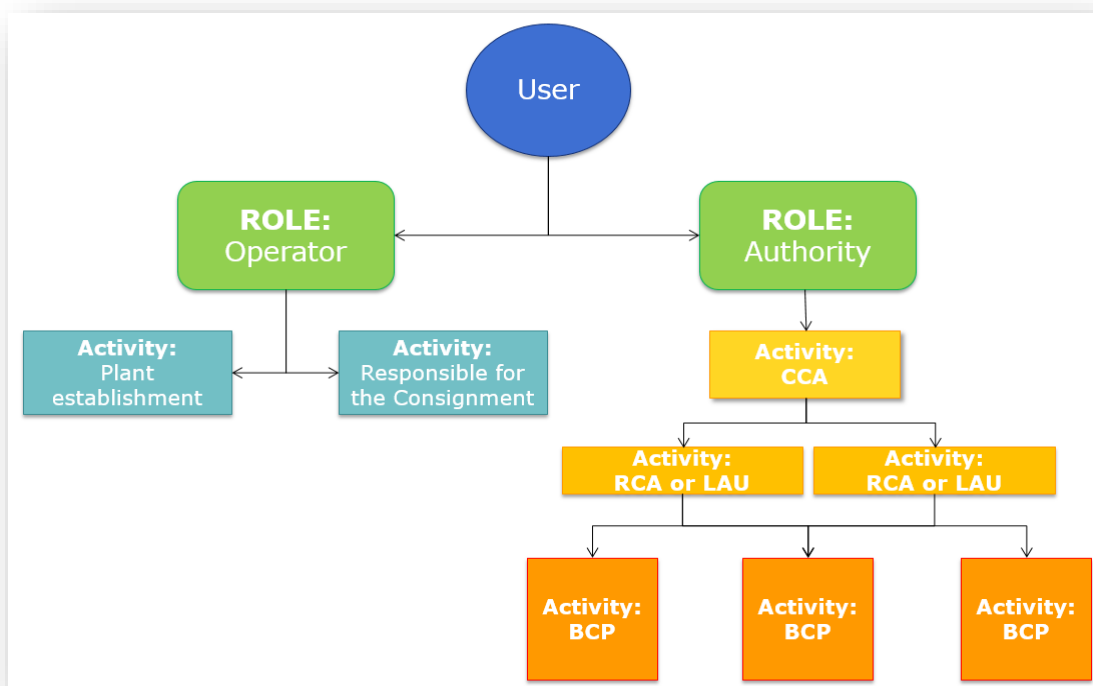 User
ROLE:
Operator
ROLE:
Authority
Activity:
Plant
establishment
Activity:
Responsible for
the Consignment
Activity:
CCA
Activity:
RCA or LAU
Activity:
RCA or LAU
Activity:
BCP
Activity:
BCP
Activity:
BCP